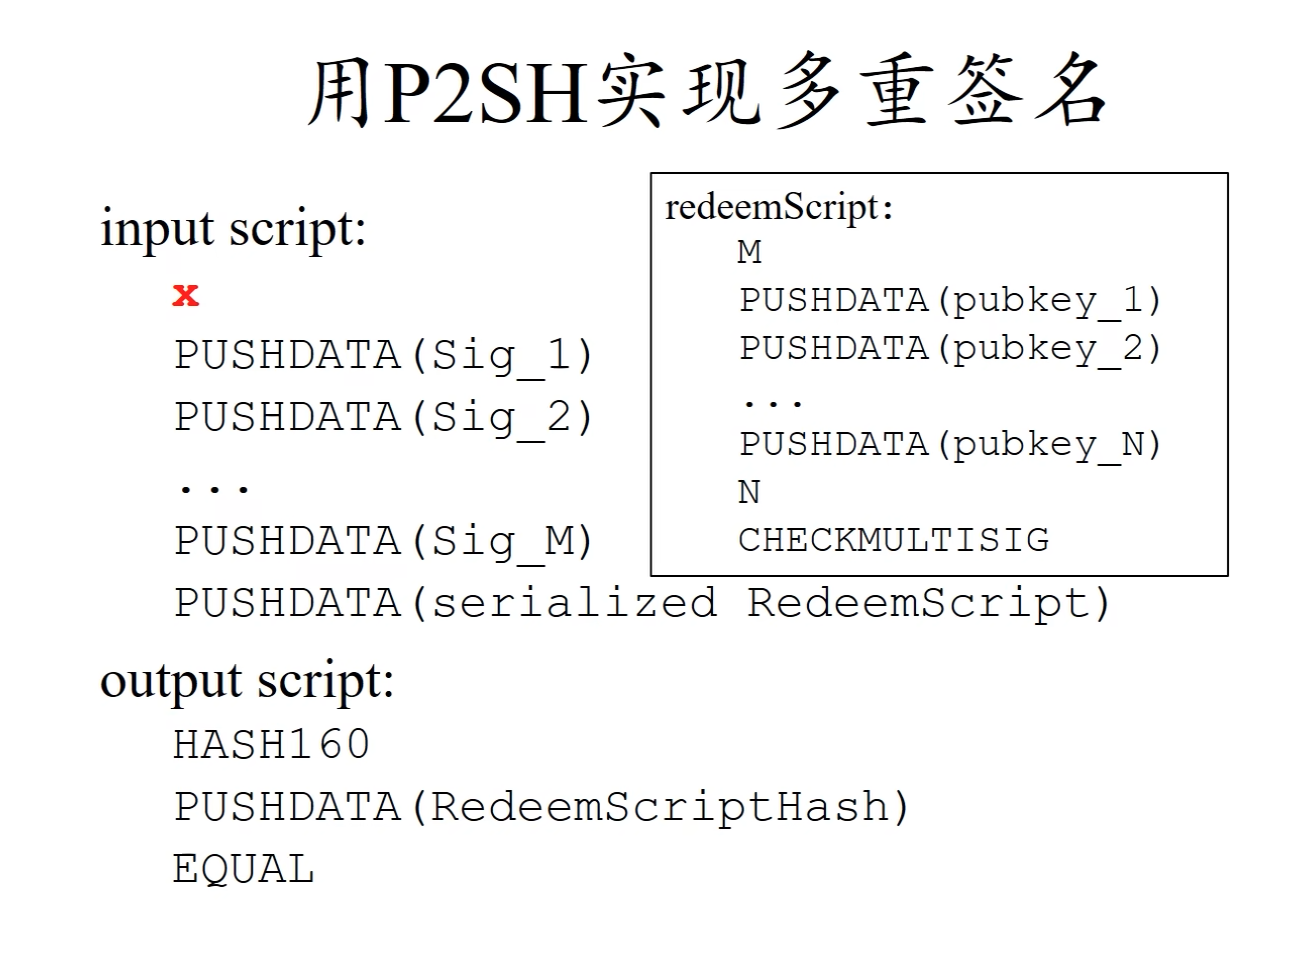 用P2SH实现多重签名
input script:
x
PUSHDATA(Sig_1)
PUSHDATA(Sig_2)
...
PUSHDATA(Sig_M)
PUSHDATA(serialized RedeemScript)
redeemScript:
M
PUSHDATA(pubkey_1)
PUSHDATA(pubkey_2)
...
PUSHDATA(pubkey_N)
N
CHECKMULTISIG
output script:
HASH160
PUSHDATA(RedeemScriptHash)
EQUAL